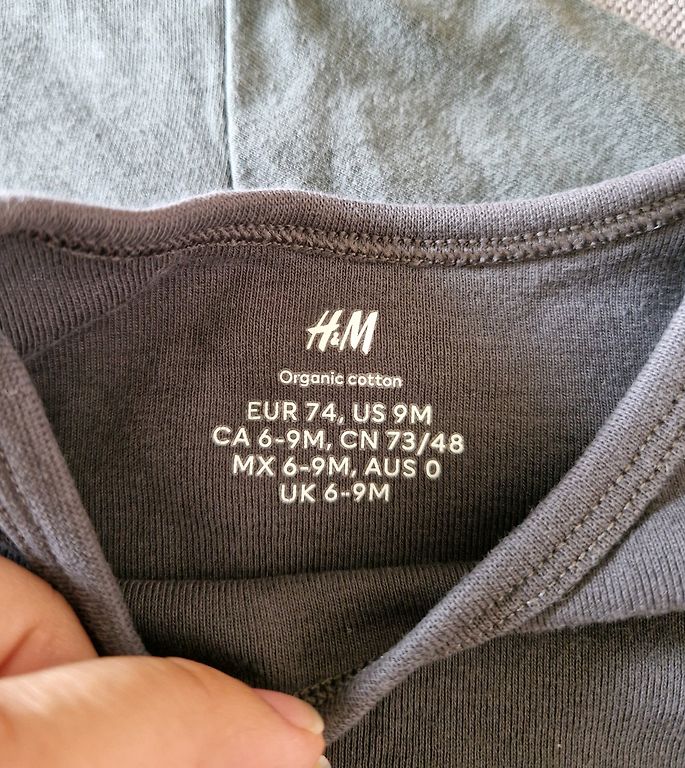 H&M
Organic cotton
EUR 74, US 9M
CA 6-9M, CN 73/48
MX 6-9M, AUS 0
UK 6-9M